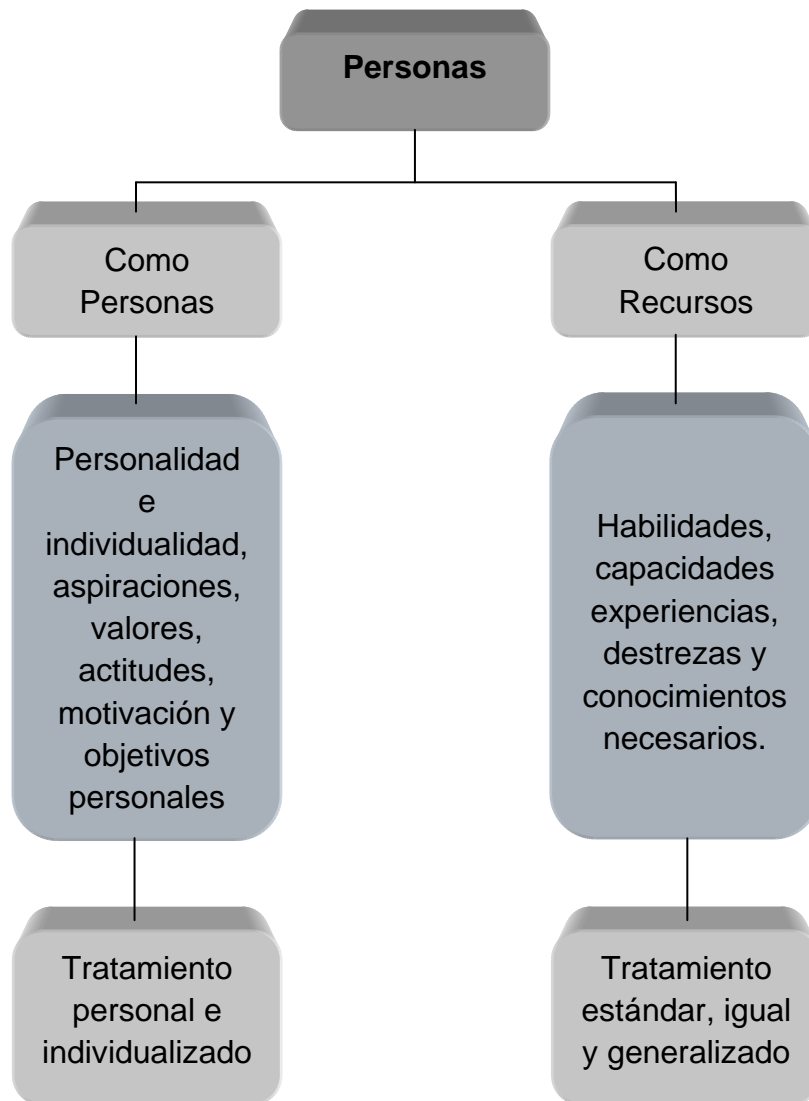 Personas
Como
Personas
Como
Recursos
Personalidad
e
individualidad,
aspiraciones,
valores,
actitudes,
motivación y
objetivos
personales
Habilidades,
capacidades
experiencias,
destrezas y
conocimientos
necesarios.
Tratamiento
personal e
individualizado
Tratamiento
estándar, igual
y generalizado